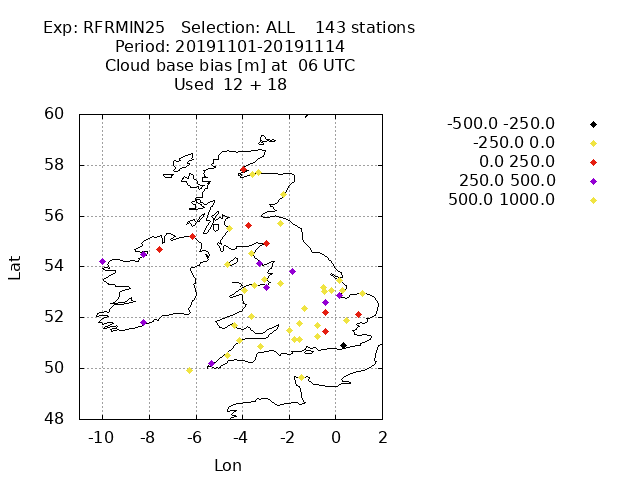 Exp: RFRMIN25 Selection: ALL 143 stations
Period: 20191101-20191114
Cloud base bias [m] at 06 UTC
Used 12 + 18
-500.0 -250.0
-250.0 0.0
0.0 250.0
250.0 500.0
500.0 1000.0
Lat
60
58
56
54
52
50
48
-10 -8 -6 -4 -2 0 2
Lon